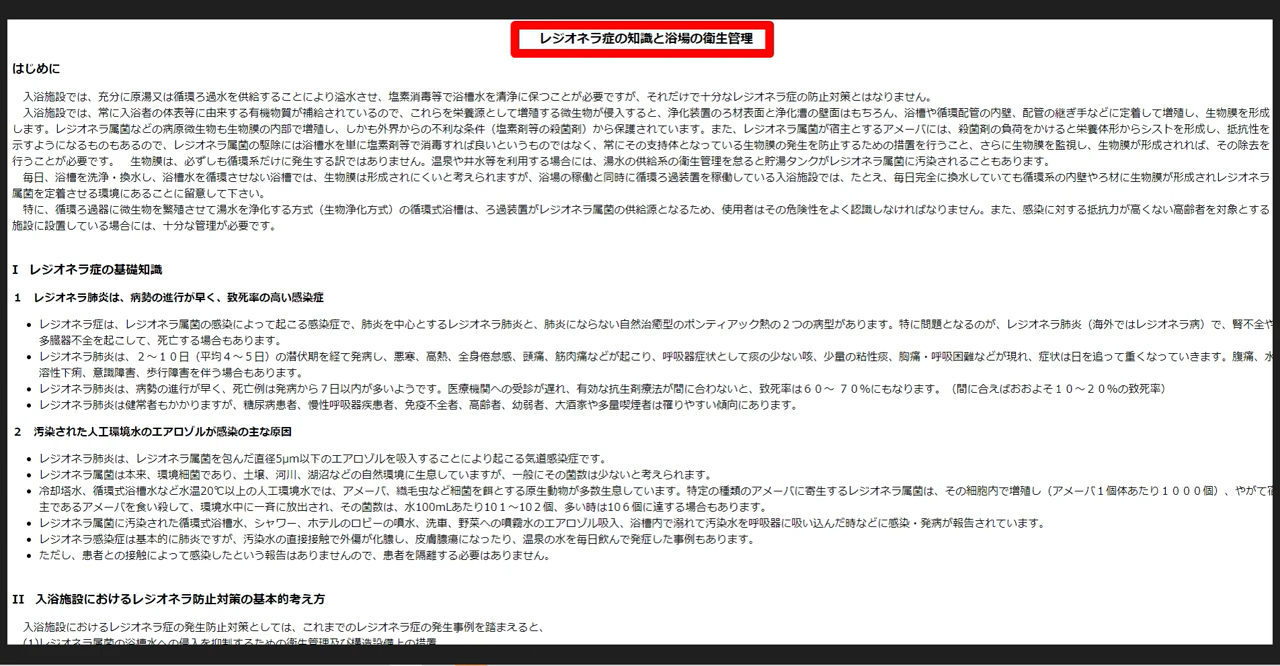 レジオネラ症の知識と浴場の衛生管理
はじめに
入浴施設では、充分に原湯又は循環ろ過水を供給することにより溢水させ、塩素消毒等で浴槽水を清浄に保つことが必要ですが、それだけで十分なレジオネラ症の防止対策とはなりません。
入浴施設では、常に入浴者の体表等に由来する有機物質が補給されているので、これらを栄養源として増殖する微生物が侵入すると、浄化装置のろ材表面と浄化槽の壁面はもちろん、浴槽や循環配管の内壁、配管の継ぎ手などに定着して増殖し、生物膜を形成
します。レジオネラ属菌などの病原微生物も生物膜の内部で増殖し、しかも外界からの不利な条件（塩素剤等の殺菌剤）から保護されています。また、レジオネラ属菌が宿主とするアメーバには、殺菌剤の負荷をかけると栄養体形からシストを形成し、抵抗性を
示すようになるものもあるので、レジオネラ属菌の駆除には浴槽水を単に塩素剤等で消毒すれば良いというものではなく、常にその支持体となっている生物膜の発生を防止するための措置を行うこと、さらに生物膜を監視し、生物膜が形成されれば、その除去を
行うことが必要です。　生物膜は、必ずしも循環系だけに発生する訳ではありません。温泉や井水等を利用する場合には、湯水の供給系の衛生管理を怠ると貯湯タンクがレジオネラ属菌に汚染されることもあります。
毎日、浴槽を洗浄・換水し、浴槽水を循環させない浴槽では、生物膜は形成されにくいと考えられますが、浴場の稼働と同時に循環ろ過装置を稼働している入浴施設では、たとえ、毎日完全に換水していても循環系の内壁やろ材に生物膜が形成されレジオネラ
属菌を定着させる環境にあることに留意して下さい。
特に、循環ろ過器に微生物を繁殖させて湯水を浄化する方式（生物浄化方式）の循環式浴槽は、ろ過装置がレジオネラ属菌の供給源となるため、使用者はその危険性をよく認識しなければなりません。また、感染に対する抵抗力が高くない高齢者を対象とする
施設に設置している場合には、十分な管理が必要です。
I　レジオネラ症の基礎知識
1　レジオネラ肺炎は、病勢の進行が早く、致死率の高い感染症
• レジオネラ症は、レジオネラ属菌の感染によって起こる感染症で、肺炎を中心とするレジオネラ肺炎と、肺炎にならない自然治癒型のポンティアック熱の２つの病型があります。特に問題となるのが、レジオネラ肺炎（海外ではレジオネラ病）で、腎不全や
多臓器不全を起こして、死亡する場合もあります。
• レジオネラ肺炎は、２～１０日（平均４～５日）の潜伏期を経て発病し、悪寒、高熱、全身倦怠感、頭痛、筋肉痛などが起こり、呼吸器症状として痰の少ない咳、少量の粘性痰、胸痛・呼吸困難などが現れ、症状は日を追って重くなっていきます。腹痛、水
溶性下痢、意識障害、歩行障害を伴う場合もあります。
• レジオネラ肺炎は、病勢の進行が早く、死亡例は発病から７日以内が多いようです。医療機関への受診が遅れ、有効な抗生剤療法が間に合わないと、致死率は６０～ ７０％にもなります。（間に合えばおおよそ１０～２０％の致死率）
• レジオネラ肺炎は健常者もかかりますが、糖尿病患者、慢性呼吸器疾患者、免疫不全者、高齢者、幼弱者、大酒家や多量喫煙者は罹りやすい傾向にあります。
2　汚染された人工環境水のエアロゾルが感染の主な原因
• レジオネラ肺炎は、レジオネラ属菌を包んだ直径5μm以下のエアロゾルを吸入することにより起こる気道感染症です。
• レジオネラ属菌は本来、環境細菌であり、土壌、河川、湖沼などの自然環境に生息していますが、一般にその菌数は少ないと考えられます。
• 冷却塔水、循環式浴槽水など水温20℃以上の人工環境水では、アメーバ、繊毛虫など細菌を餌とする原生動物が多数生息しています。特定の種類のアメーバに寄生するレジオネラ属菌は、その細胞内で増殖し（アメーバ１個体あたり１０００個）、やがて宿
主であるアメーバを食い殺して、環境水中に一斉に放出され、その菌数は、水100mLあたり10１～10２個、多い時は10６個に達する場合もあります。
• レジオネラ属菌に汚染された循環式浴槽水、シャワー、ホテルのロビーの噴水、洗車、野菜への噴霧水のエアロゾル吸入、浴槽内で溺れて汚染水を呼吸器に吸い込んだ時などに感染・発病が報告されています。
• レジオネラ感染症は基本的に肺炎ですが、汚染水の直接接触で外傷が化膿し、皮膚膿瘍になったり、温泉の水を毎日飲んで発症した事例もあります。
• ただし、患者との接触によって感染したという報告はありませんので、患者を隔離する必要はありません。
II　入浴施設におけるレジオネラ防止対策の基本的考え方
入浴施設におけるレジオネラ症の発生防止対策としては、これまでのレジオネラ症の発生事例を踏まえると、
(1)レジオネラ属菌の浴槽水への侵入を抑制するための衛生管理及び構造設備上の措置